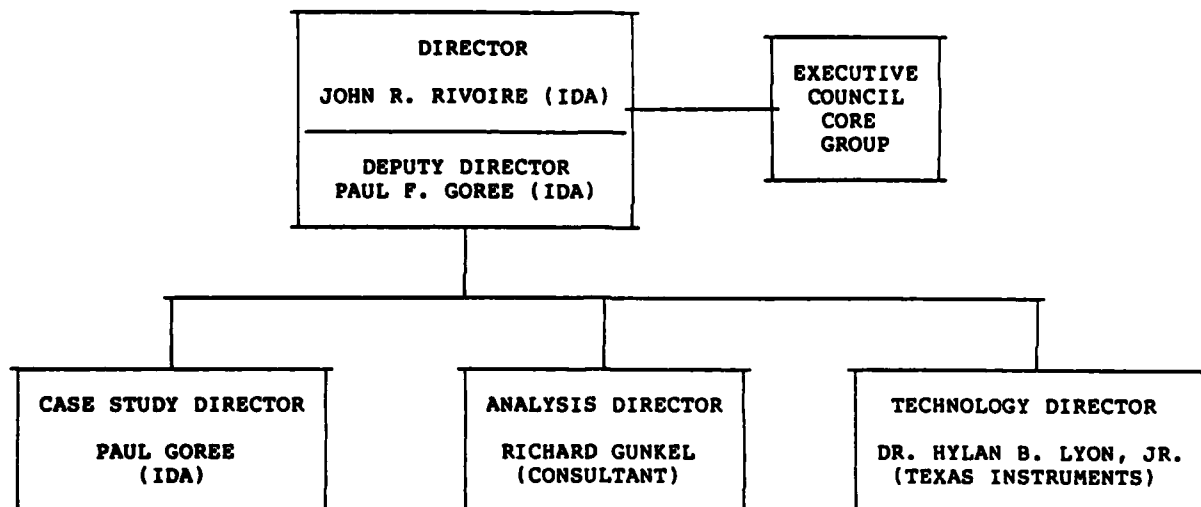 DIRECTOR
JOHN R. RIVOIRE (IDA)
DEPUTY DIRECTOR
PAUL F. GOREE (IDA)
EXECUTIVE
COUNCIL
CORE
GROUP
CASE STUDY DIRECTOR
PAUL GOREE
(IDA)
ANALYSIS DIRECTOR
RICHARD GUNKEL
(CONSULTANT)
TECHNOLOGY DIRECTOR
DR. HYLAN B. LYON, JR.
(TEXAS INSTRUMENTS)